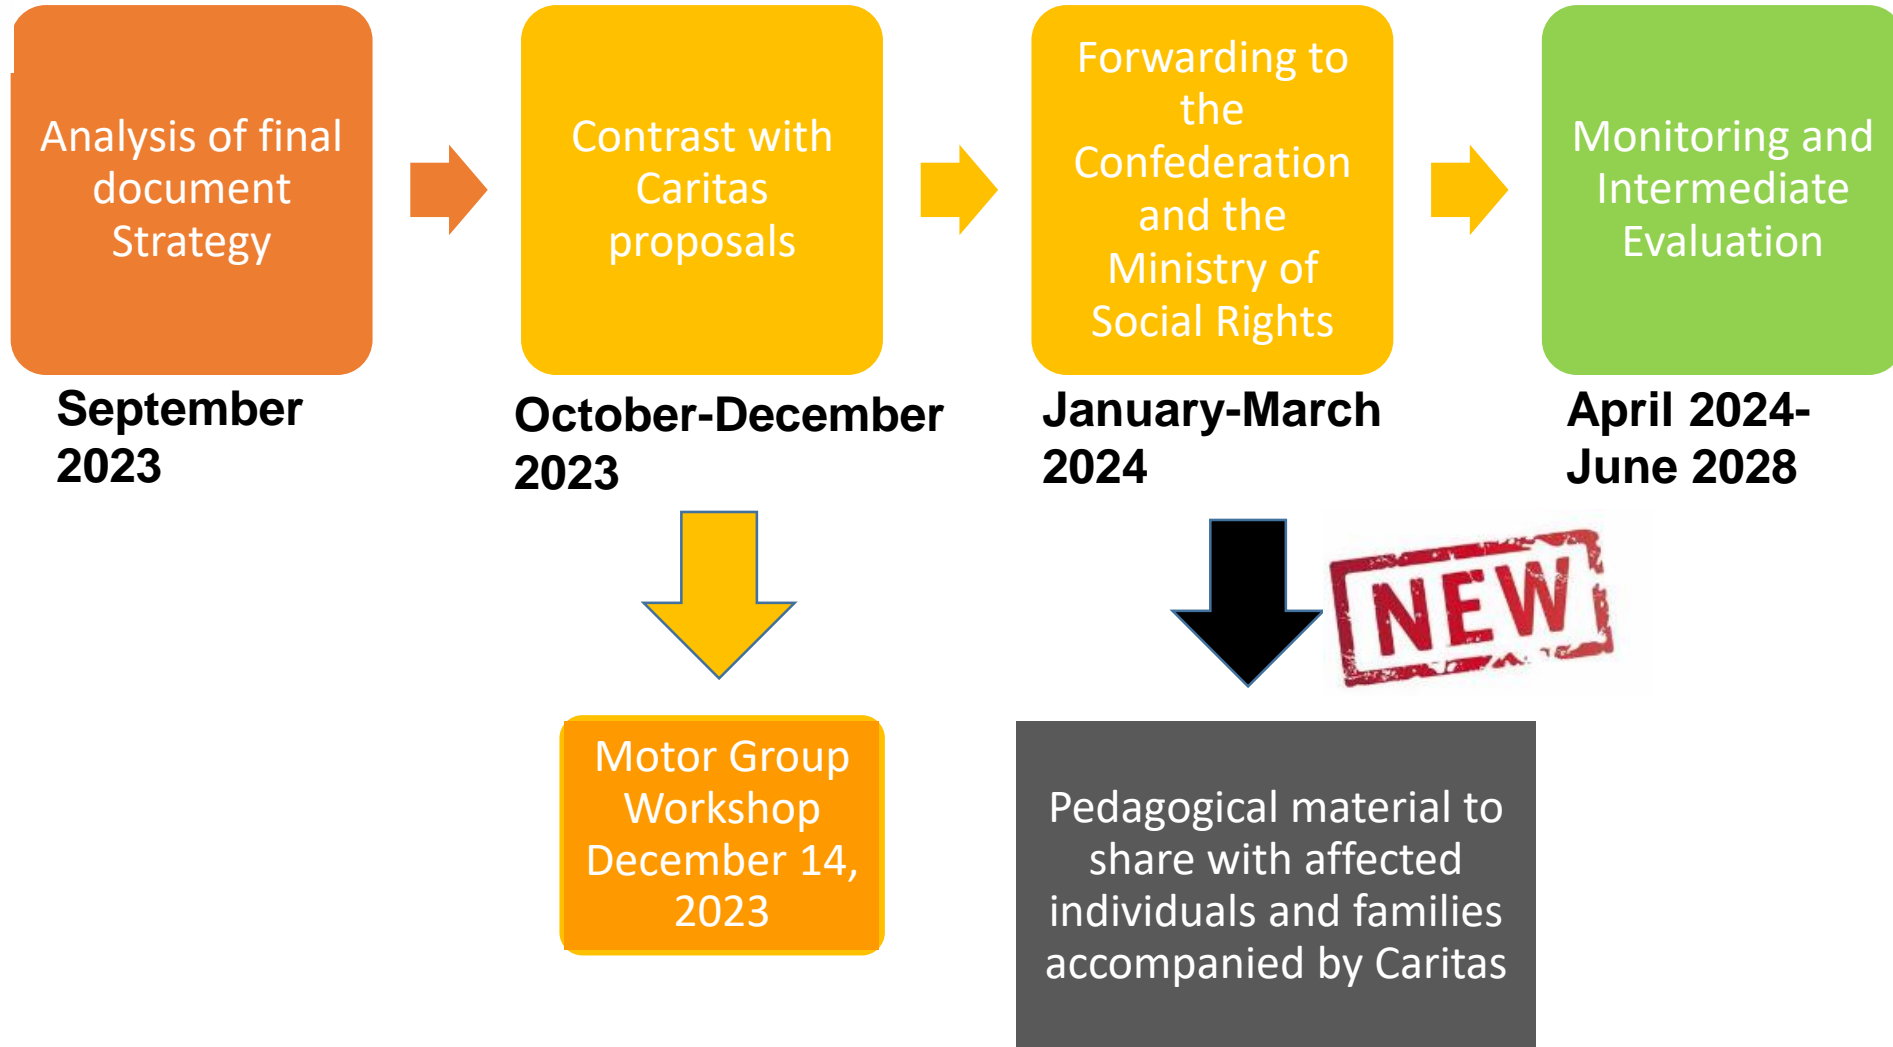 Analysis of final
document
Strategy
Contrast with
Caritas
proposals
Forwarding to
the
Confederation
and the
Ministry of
Social Rights
Monitoring and
Intermediate
Evaluation
September
2023
October-December
2023
January-March
2024
April 2024-
June 2028
NEW
Motor Group
Workshop
December 14,
2023
Pedagogical material to
share with affected
individuals and families
accompanied by Caritas